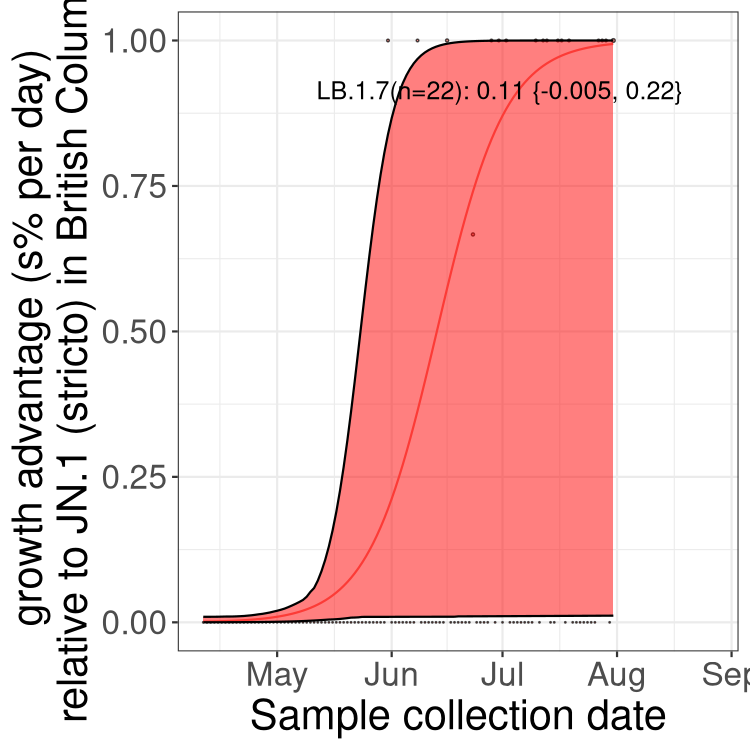 growth advantage (s% per day)
relative to JN.1 (stricto) in British Colum
1.00
0.75
0.50
0.25
0.00
LB.1.7(n=22): 0.11 {-0.005, 0.22}
May Jun Jul Aug Sep
Sample collection date